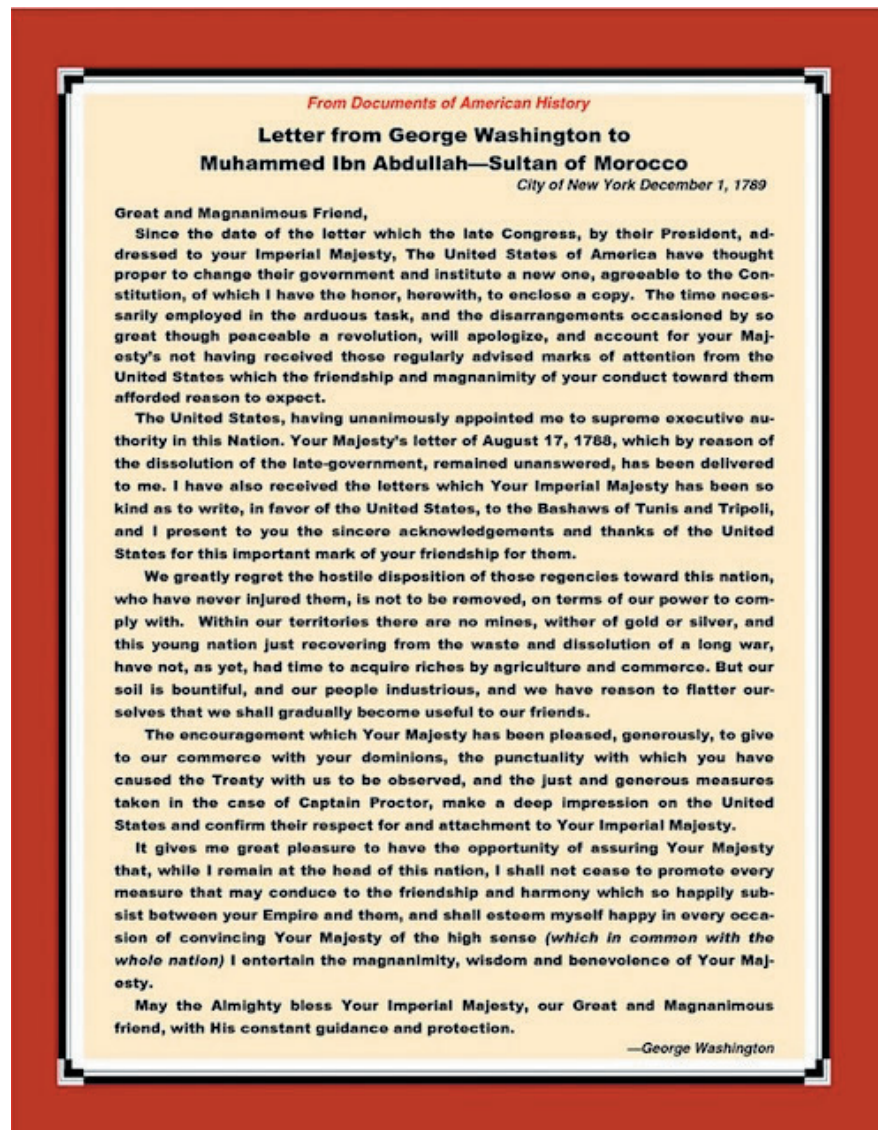 From Documents of American History
Letter from George Washington to
Muhammed Ibn Abdullah—Sultan of Morocco
City of New York December 1, 1789
Great and Magnanimous Friend,
Since the date of the letter which the late Congress, by their President, ad-
dressed to your Imperial Majesty, The United States of America have thought
proper to change their government and institute a new one, agreeable to the Con-
stitution, of which I have the honor, herewith, to enclose a copy. The time neces-
sarily employed in the arduous task, and the disarrangements occasioned by so
great though peaceable a revolution, will apologize, and account for your Maj-
esty's not having received those regularly advised marks of attention from the
United States which the friendship and magnanimity of your conduct toward them
afforded reason to expect.
The United States, having unanimously appointed me to supreme executive au-
thority in this Nation. Your Majesty's letter of August 17, 1788, which by reason of
the dissolution of the late-government, remained unanswered, has been delivered
to me. I have also received the letters which Your Imperial Majesty has been so
kind as to write, in favor of the United States, to the Bashaws of Tunis and Tripoli,
and I present to you the sincere acknowledgements and thanks of the United
States for this important mark of your friendship for them.
We greatly regret the hostile disposition of those regencies toward this nation,
who have never injured them, is not to be removed, on terms of our power to com-
ply with. Within our territories there are no mines, wither of gold or silver, and
this young nation just recovering from the waste and dissolution of a long war,
have not, as yet, had time to acquire riches by agriculture and commerce. But our
soil is bountiful, and our people industrious, and we have reason to flatter our-
selves that we shall gradually become useful to our friends.
The encouragement which Your Majesty has been pleased, generously, to give
to our commerce with your dominions, the punctuality with which you have
caused the Treaty with us to be observed, and the just and generous measures
taken in the case of Captain Proctor, make a deep impression on the United
States and confirm their respect for and attachment to Your Imperial Majesty.
It gives me great pleasure to have the opportunity of assuring Your Majesty
that, while I remain at the head of this nation, I shall not cease to promote every
measure that may conduce to the friendship and harmony which so happily sub-
sist between your Empire and them, and shall esteem myself happy in every occa-
sion of convincing Your Majesty of the high sense (which in common with the
whole nation) I entertain the magnanimity, wisdom and benevolence of Your Maj-
esty.
May the Almighty bless Your Imperial Majesty, our Great and Magnanimous
friend, with His constant guidance and protection.
—George Washington